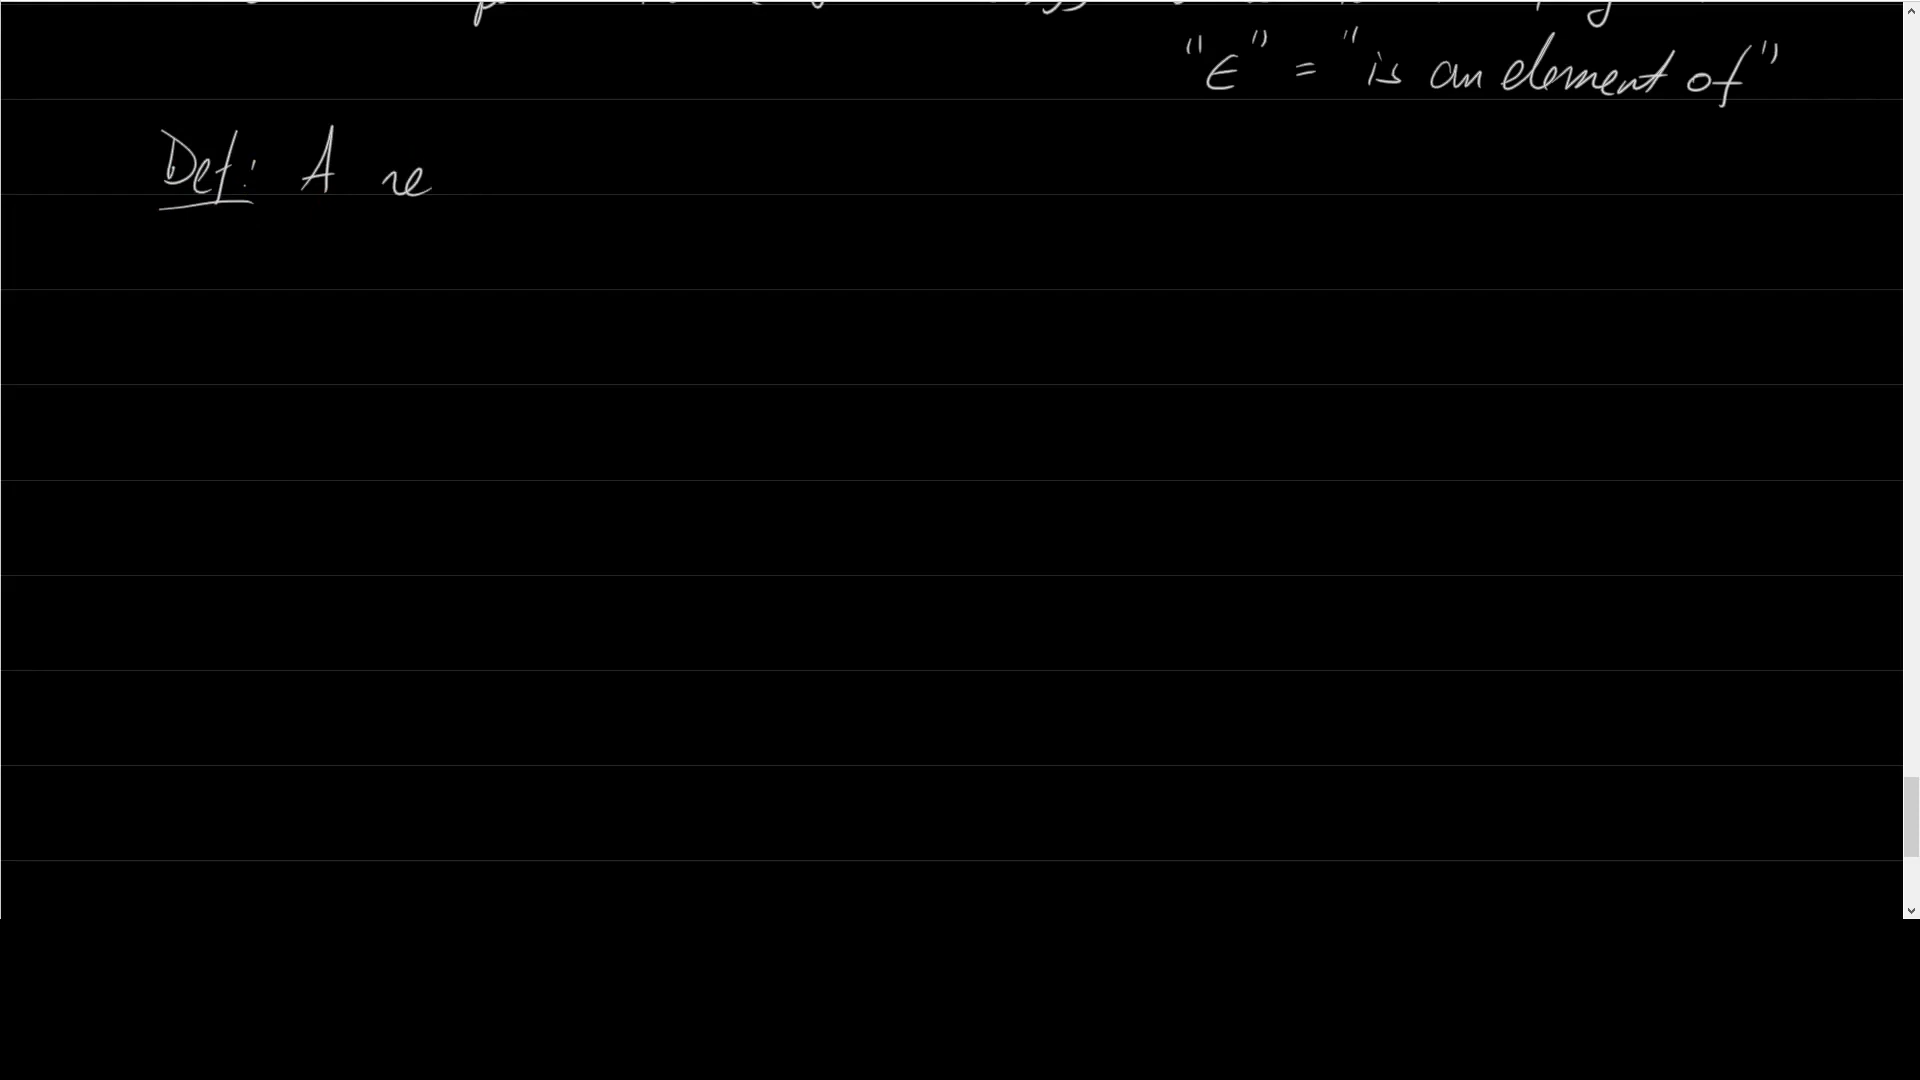 "∈" = "is an element of"
Def: A re